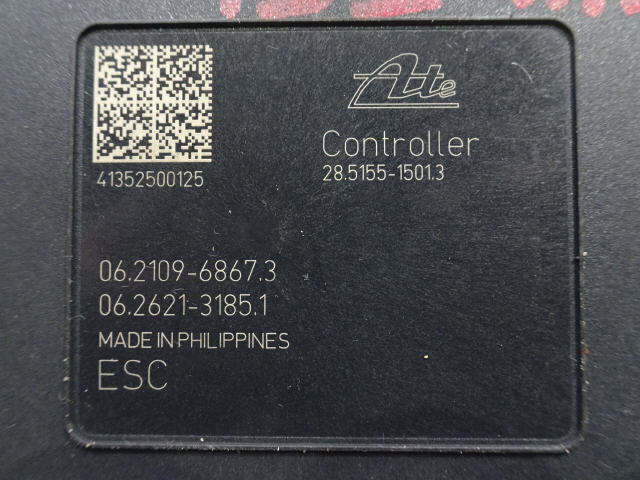 Ate
Controller
28.5155-1501.3
41352500125
06.2109-6867.3
06.2621-3185.1
MADE IN PHILIPPINES
ESC